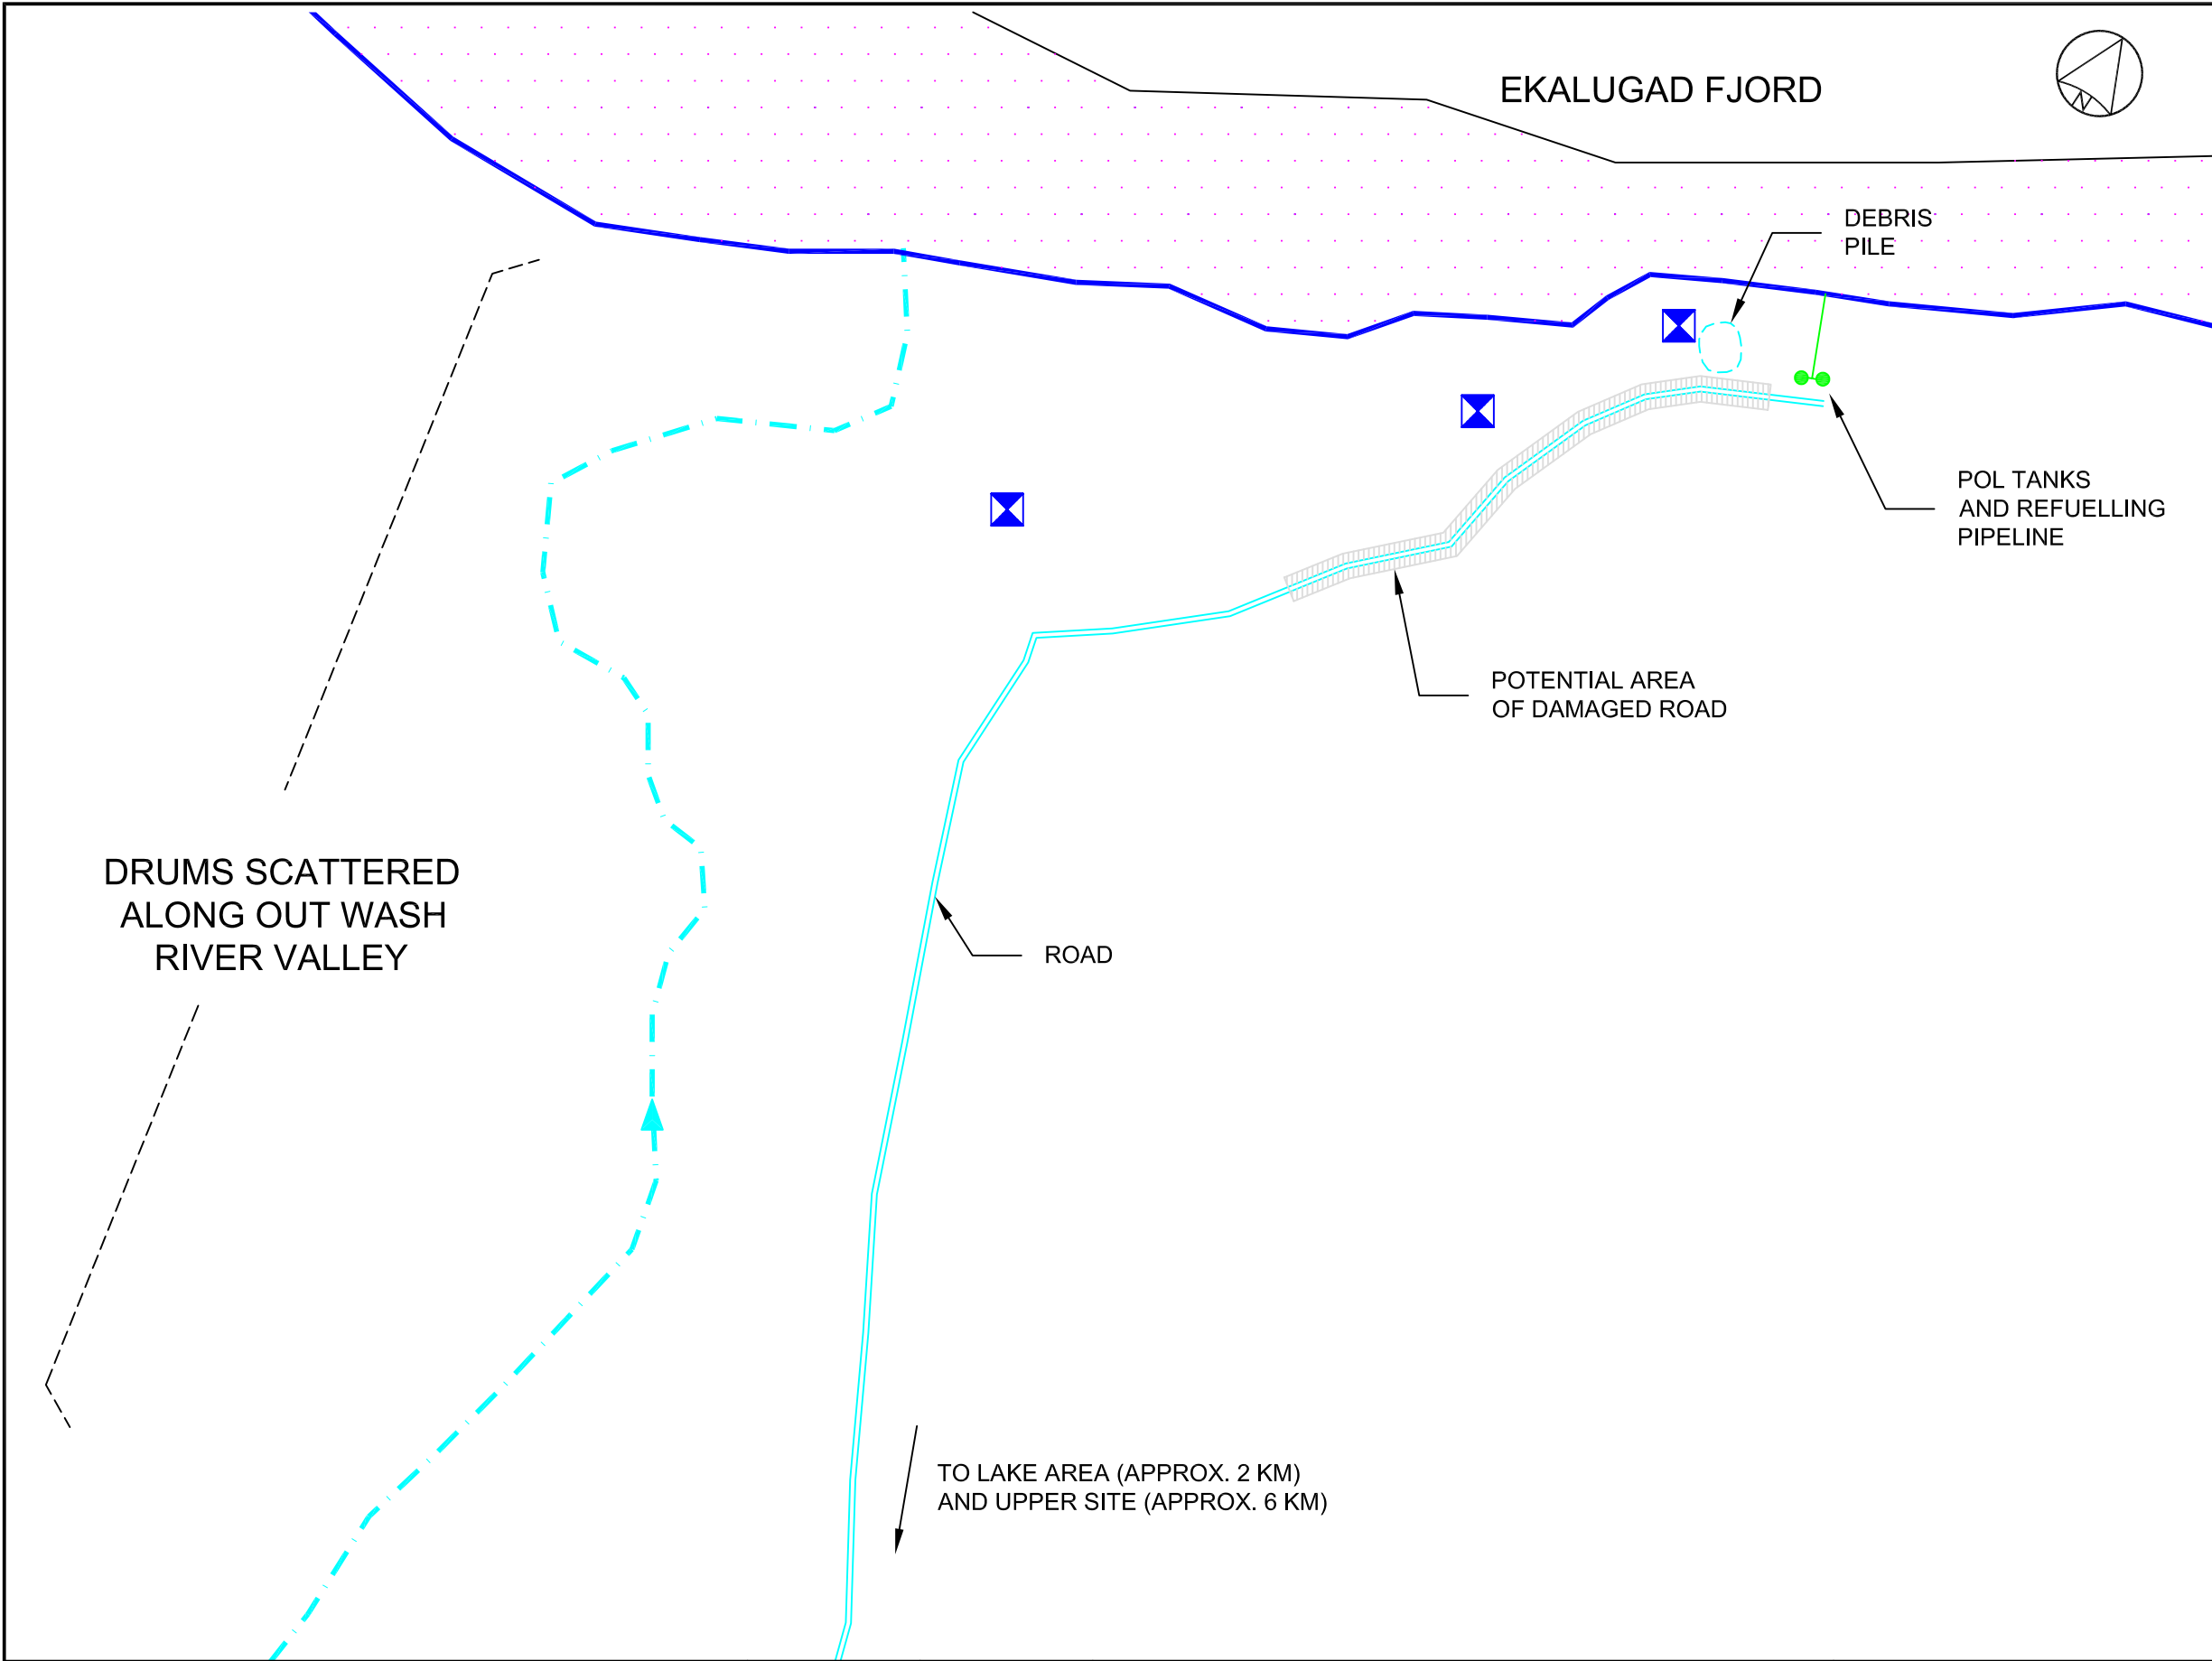 EKALUGAD FJORD
N
DEBRIS
PILE
POL TANKS
AND REFUELLING
PIPELINE
POTENTIAL AREA
OF DAMAGED ROAD
DRUMS SCATTERED
ALONG OUT WASH
RIVER VALLEY
ROAD
TO LAKE AREA (APPROX. 2 KM)
AND UPPER SITE (APPROX. 6 KM)